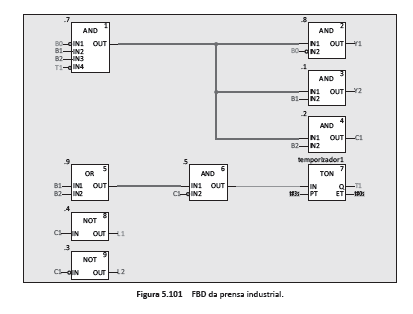 .7
AND 1
B0 IN1 OUT
B1 IN2
B2 IN3
T1 IN4
.8
AND 2
IN1 OUT Y1
B0 IN2
.1
AND 3
IN1 OUT Y2
B1 IN2
.2
AND 4
IN1 OUT C1
B2 IN2
.9
OR 5
B1 IN1 OUT
B2 IN2
.5
AND 6
IN1 OUT
C1 IN2
temporizador1
TON 7
IN Q T1
PT ET
.4
NOT 8
C1 IN OUT L1
.3
NOT 9
C1 IN OUT L2
Figura 5.101 FBD da prensa industrial.